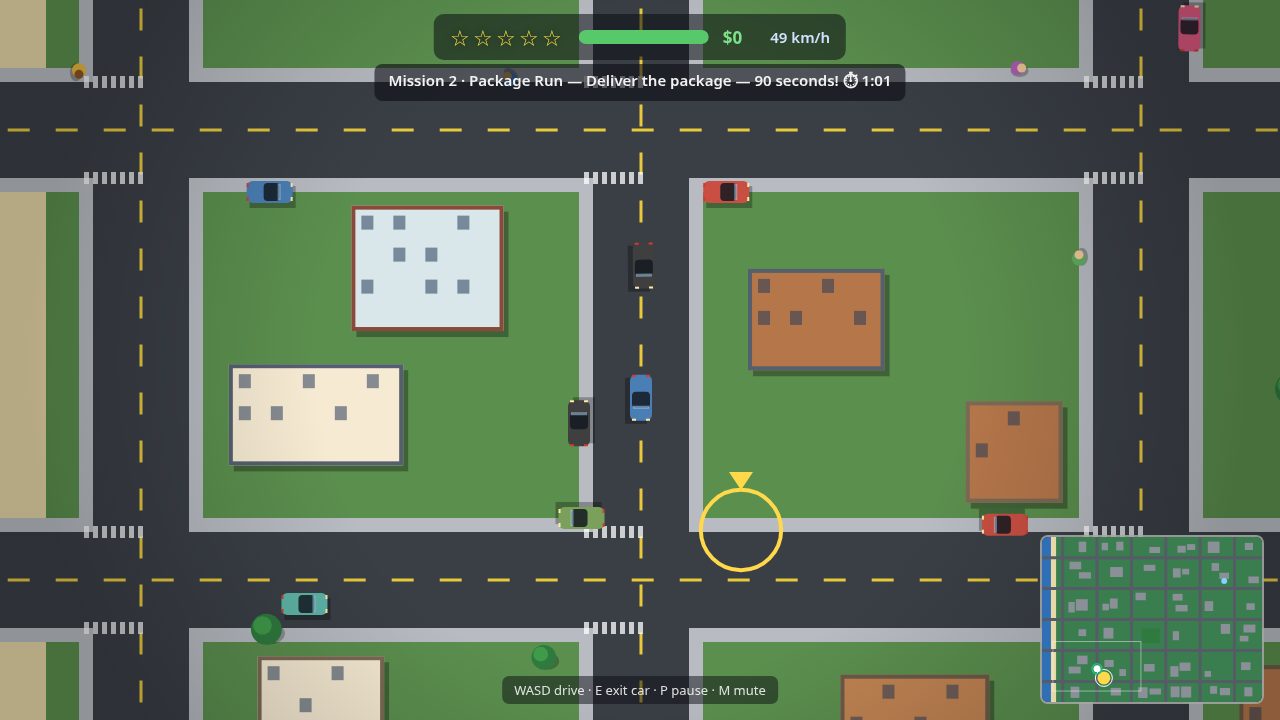 ☆☆☆☆☆ $0 49 km/h
Mission 2 · Package Run — Deliver the package — 90 seconds! ⏱ 1:01
WASD drive · E exit car · P pause · M mute